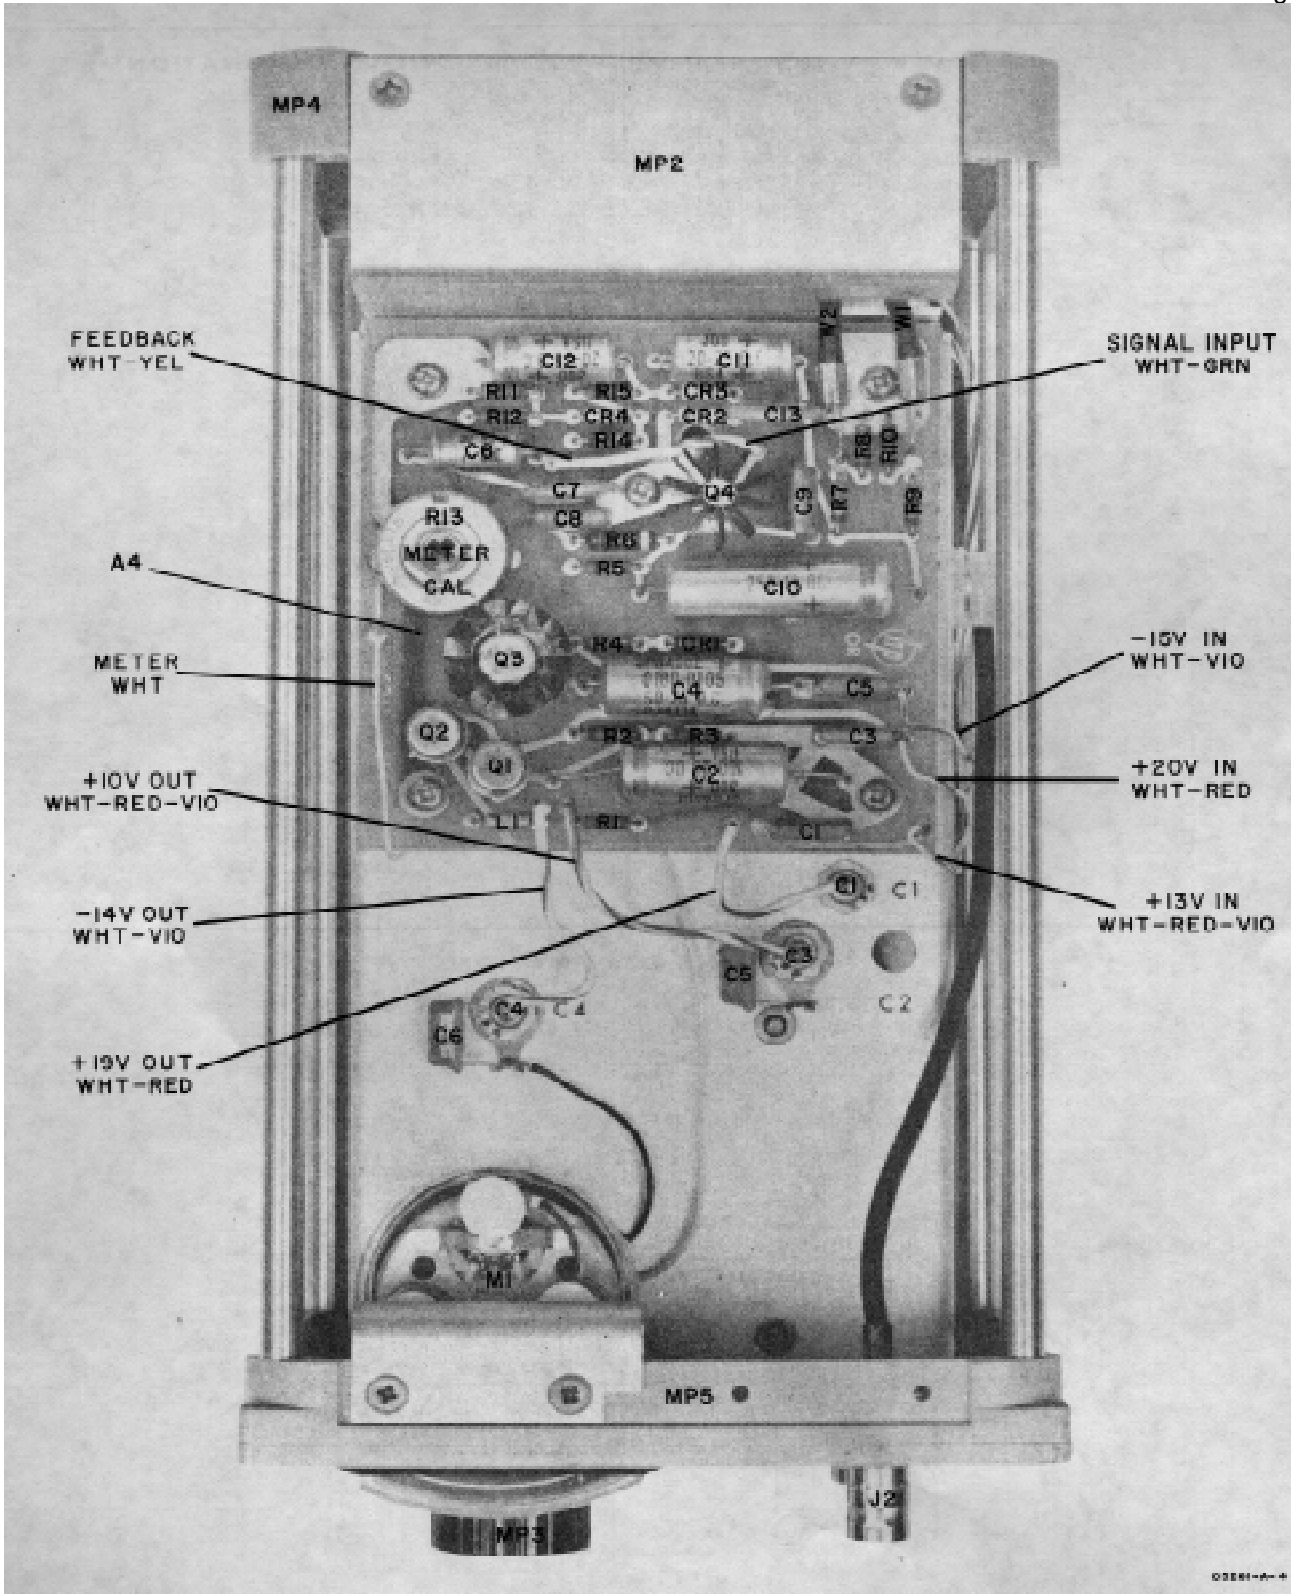 MP4
MP2
FEEDBACK
WHT-YEL
SIGNAL INPUT
WHT-GRN
W2
W1
C12
C11
R11
R15
CR3
R12
CR4
CR2
C13
R14
R8
R10
C6
C7
Q4
C9
R7
R9
R13
C8
METER
CAL
R6
R5
A4
C10
-15V IN
WHT-VIO
R4
CR1
Q3
METER
WHT
C4
C5
Q2
R2
R3
C3
Q1
C2
+10V OUT
WHT-RED-VIO
+20V IN
WHT-RED
L1
R1
C1
C1
C1
-14V OUT
WHT-VIO
+13V IN
WHT-RED-VIO
C3
C5
C2
C4
C4
C6
+19V OUT
WHT-RED
M1
MP5
J2
MP3